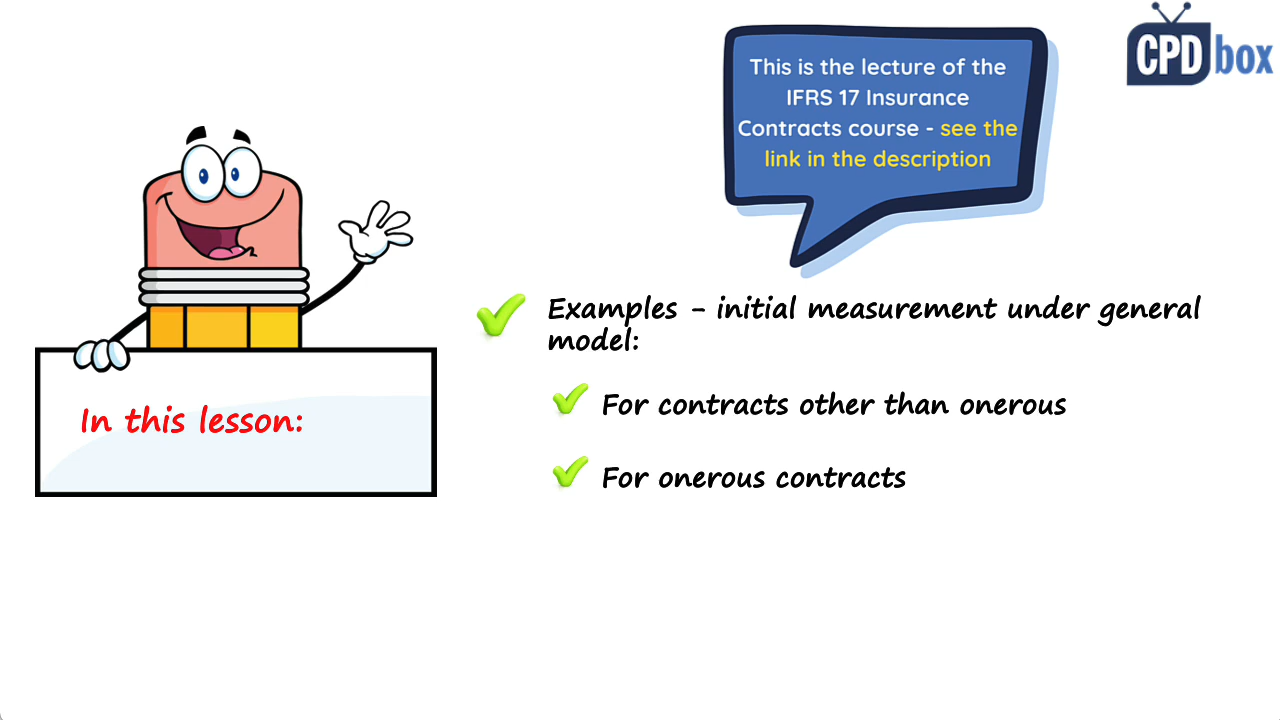 CPD box
This is the lecture of the
IFRS 17 Insurance
Contracts course - see the
link in the description
Examples - initial measurement under general
model:
For contracts other than onerous
In this lesson:
For onerous contracts